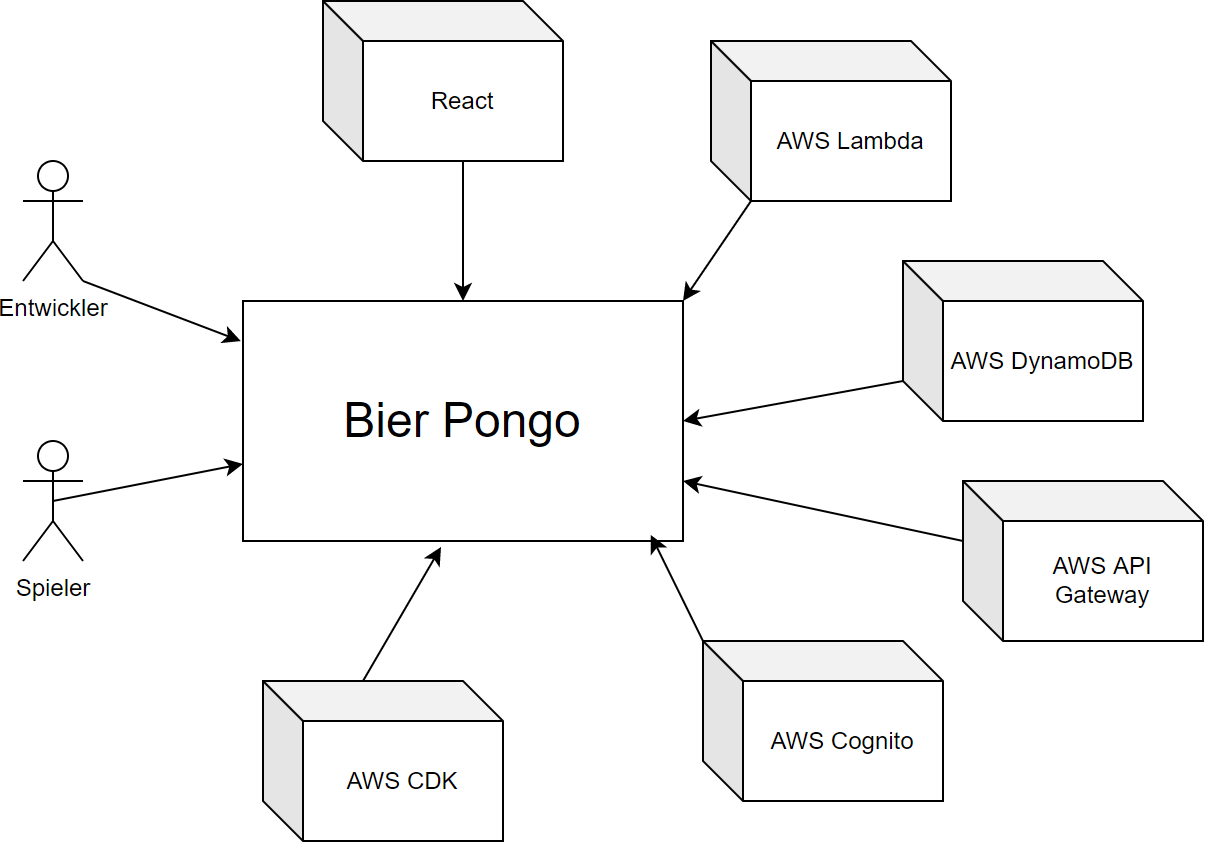 React
AWS Lambda
Entwickler
AWS DynamoDB
Bier Pongo
AWS API
Gateway
Spieler
AWS Cognito
AWS CDK